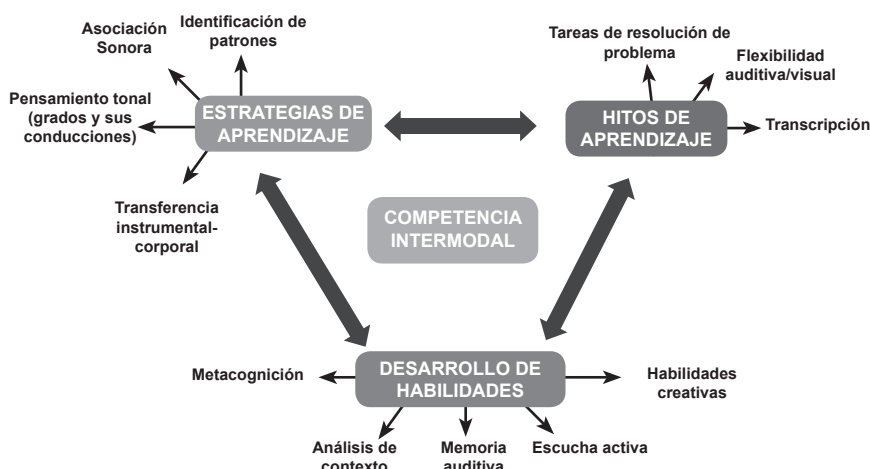 Asociación
Sonora
Identificación de
patrones
Pensamiento tonal
(grados y sus
conducciones)
ESTRATEGIAS DE
APRENDIZAJE
Transferencia
instrumental-
corporal
Tareas de resolución de
problema
Flexibilidad
auditiva/visual
HITOS DE
APRENDIZAJE
Transcripción
COMPETENCIA
INTERMODAL
Metacognición
DESARROLLO DE
HABILIDADES
Habilidades
creativas
Análisis de
contexto
Memoria
auditiva
Escucha activa